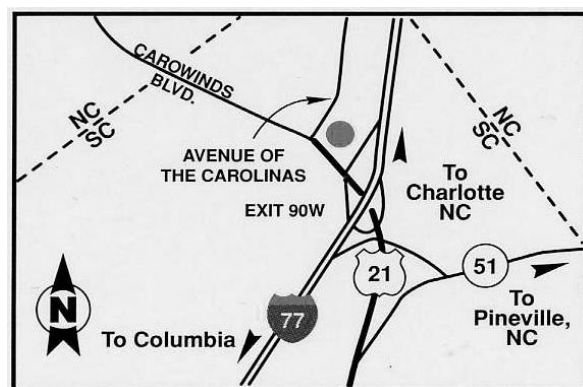 CAROWINDS
BLVD.
NC
SC
NC
SC
AVENUE OF
THE CAROLINAS
To
Charlotte
NC
EXIT 90W
21
51
77
To
Pineville,
NC
N
To Columbia